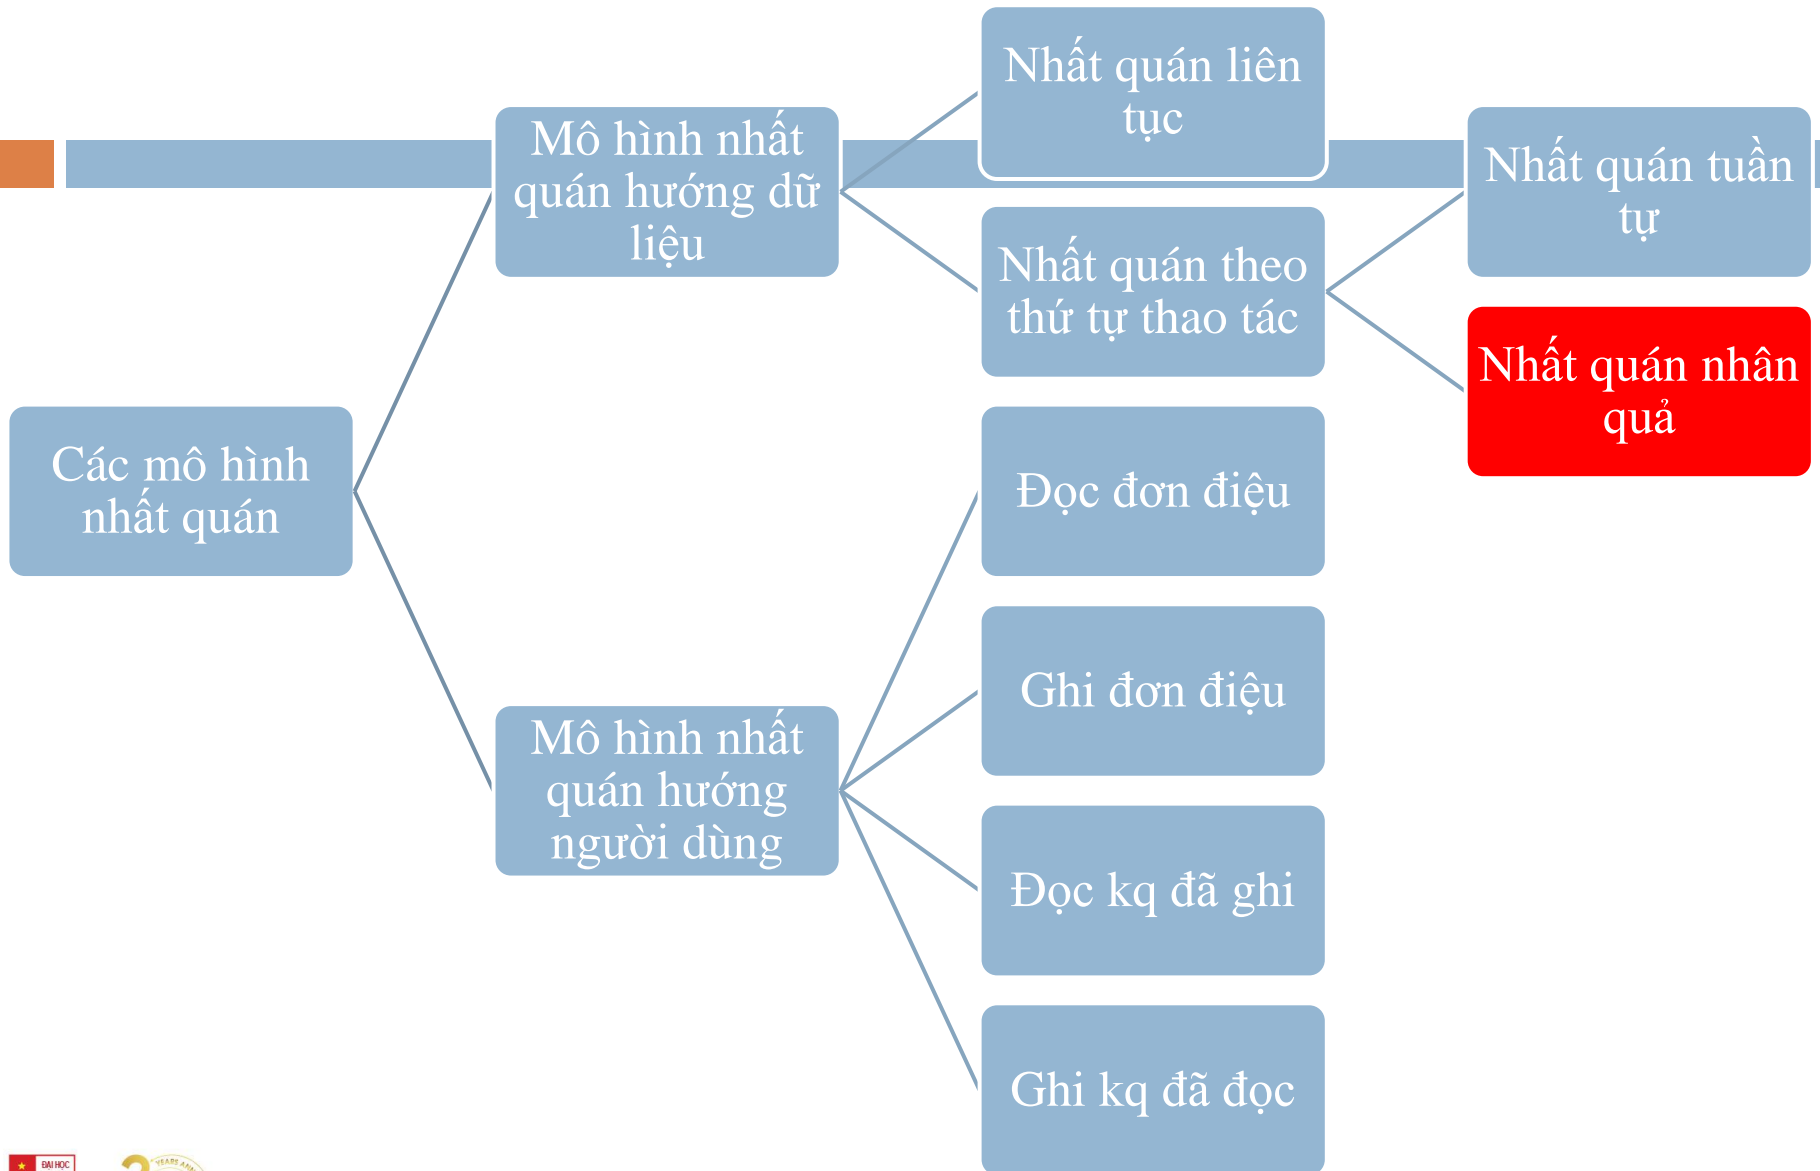 Nhất quán liên
tục
Mô hình nhất
quán hướng dữ
liệu
Nhất quán tuần
tự
Nhất quán theo
thứ tự thao tác
Nhất quán nhân
quả
Các mô hình
nhất quán
Đọc đơn điệu
Ghi đơn điệu
Mô hình nhất
quán hướng
người dùng
Đọc kq đã ghi
Ghi kq đã đọc
ĐẠI HỌC